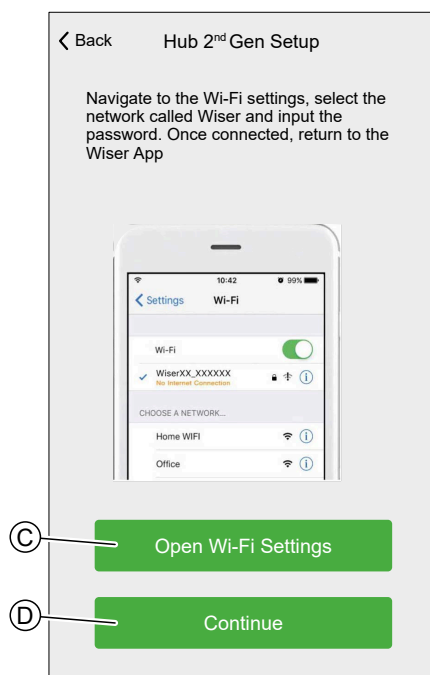 Back Hub 2nd Gen Setup
Navigate to the Wi-Fi settings, select the
network called Wiser and input the
password. Once connected, return to the
Wiser App
10:42 99%
Settings Wi-Fi
Wi-Fi
WiserXX_XXXXXX
No Internet Connection
CHOOSE A NETWORK...
Home WIFI
Office
C Open Wi-Fi Settings
D Continue